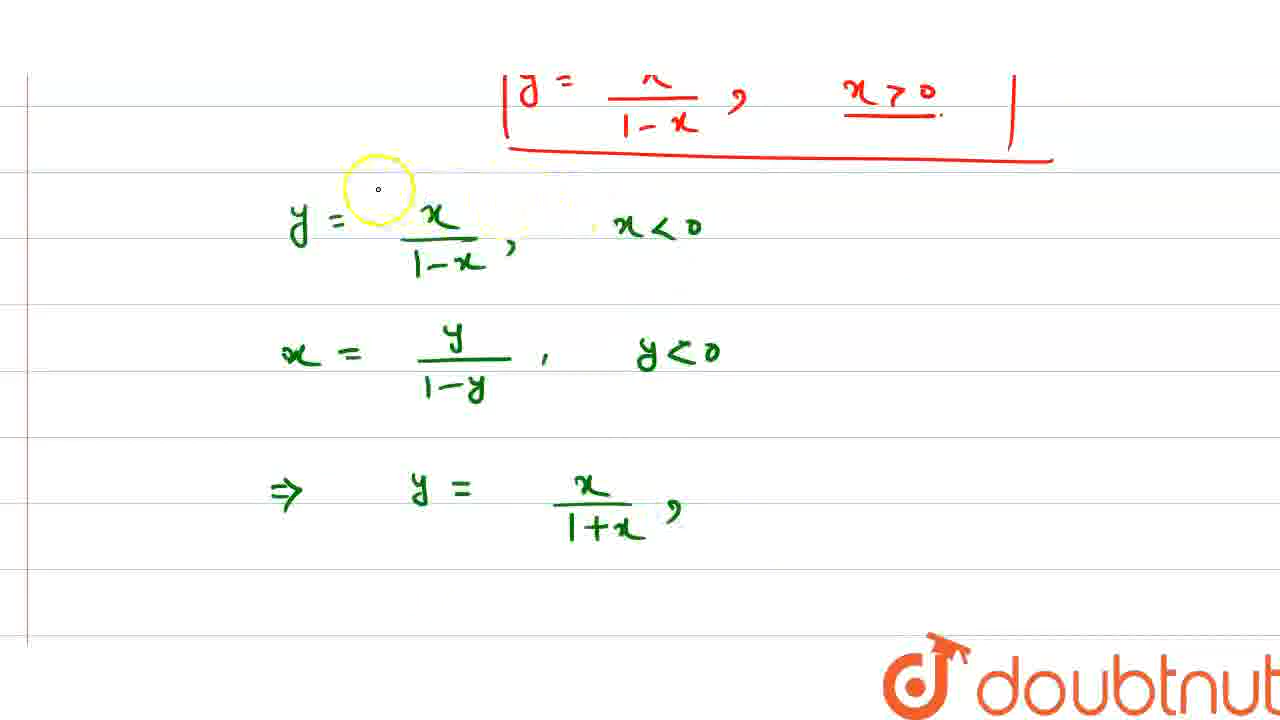 y = x/(1-x), x > 0
y = x/(1-x), x < 0
x = y/(1-y), y < 0
⇒ y = x/(1+x),
doubtnut